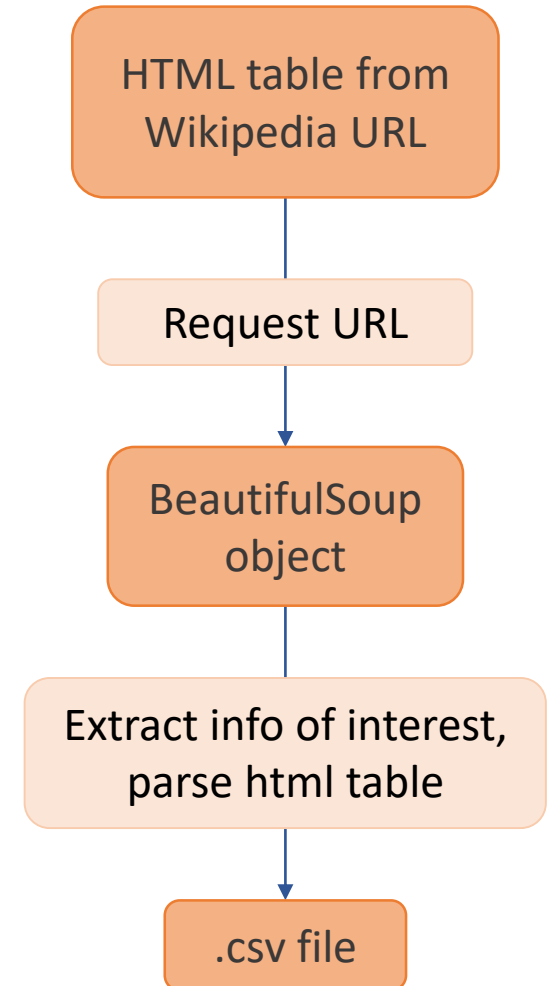 HTML table from
Wikipedia URL
Request URL
BeautifulSoup
object
Extract info of interest,
parse html table
.csv file